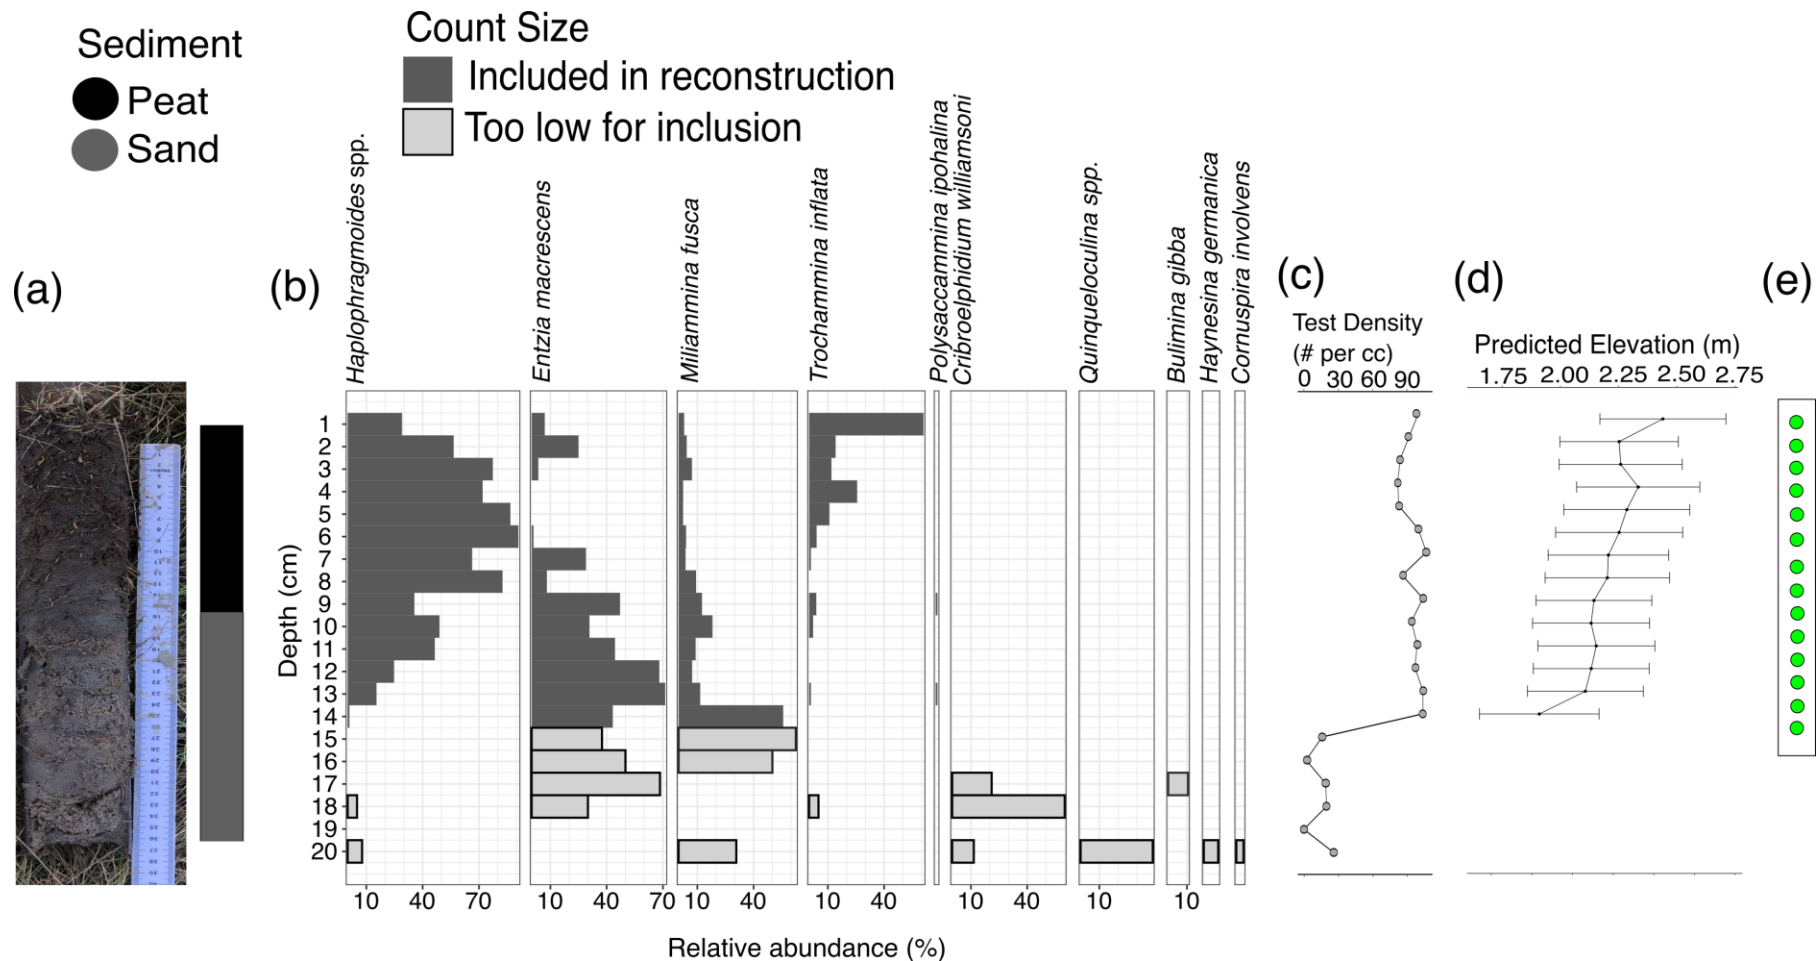 Sediment
Peat
Sand
Count Size
Included in reconstruction
Too low for inclusion
(a)
(b)
Haplophragmoides spp.
Entzia macrescens
Miliammina fusca
Trochammina inflata
Polysaccammina ipohalina
Cribroelphidium williamsoni
Quinqueloculina spp.
Bulimina gibba
Haynesina germanica
Cornuspira involvens
(c)
Test Density
(# per cc)
0 30 60 90
(d)
Predicted Elevation (m)
1.75 2.00 2.25 2.50 2.75
(e)
Depth (cm)
1
2
3
4
5
6
7
8
9
10
11
12
13
14
15
16
17
18
19
20
10 40 70 10 40 70 10 40 10 40 10 40 10 10
Relative abundance (%)